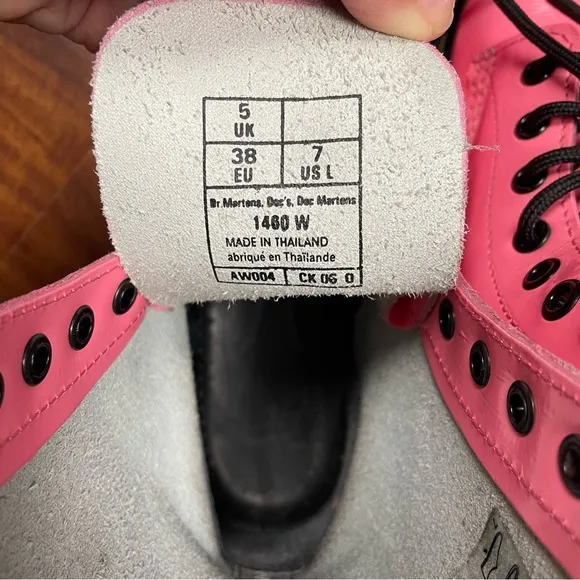 5
UK
38 7
EU US L
Dr.Martens, Doc's, Doc Martens
1460 W
MADE IN THAILAND
abriqué en Thaïlande
AW004 CK 06 0